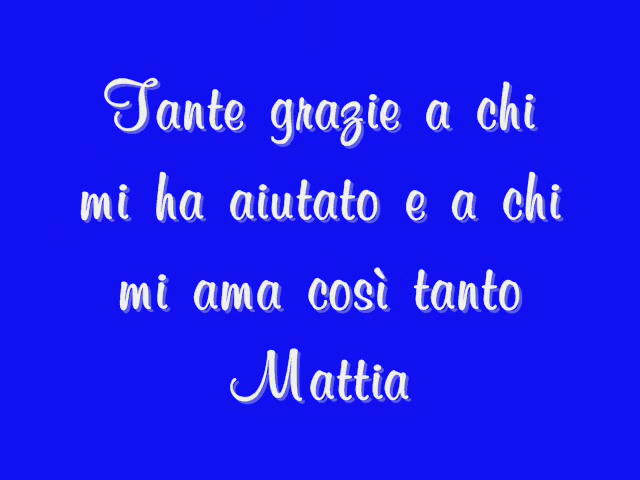 Tante grazie a chi
mi ha aiutato e a chi
mi ama così tanto
Mattia